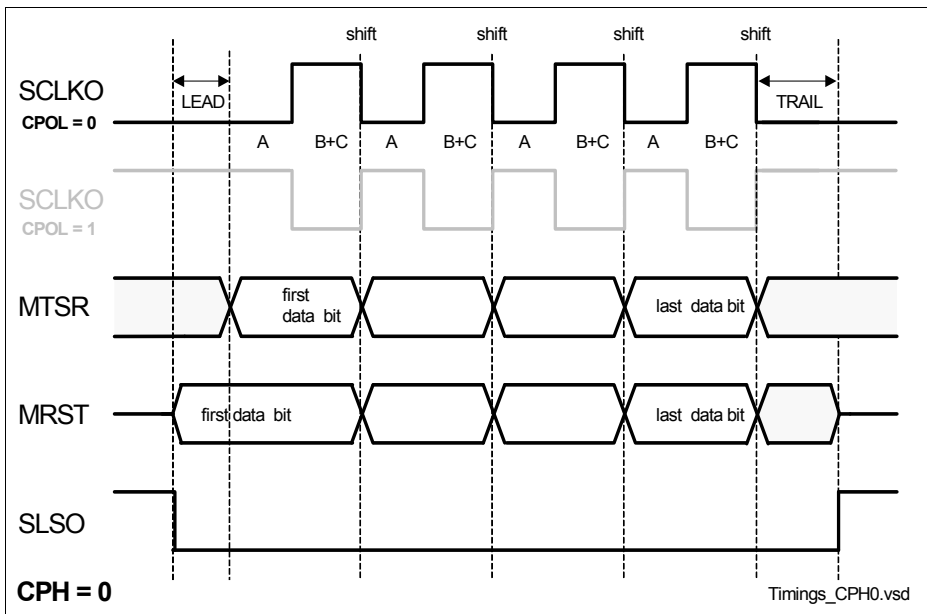 shift shift shift shift
SCLKO
CPOL = 0
LEAD
TRAIL
A B+C A B+C A B+C A B+C
SCLKO
CPOL = 1
MTSR
first
data bit
last data bit
MRST
first data bit
last data bit
SLSO
CPH = 0
Timings_CPH0.vsd